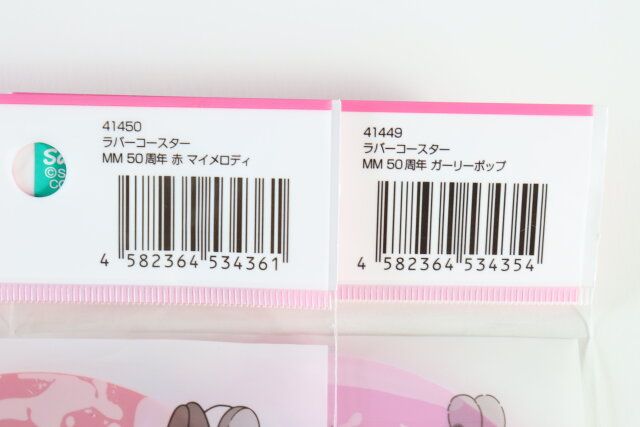 41450
ラバーコースター
MM 50周年 赤 マイメロディ
4 582364 534361
Sa
©S
CO
41449
ラバーコースター
MM 50周年 ガーリーポップ
4 582364 534354